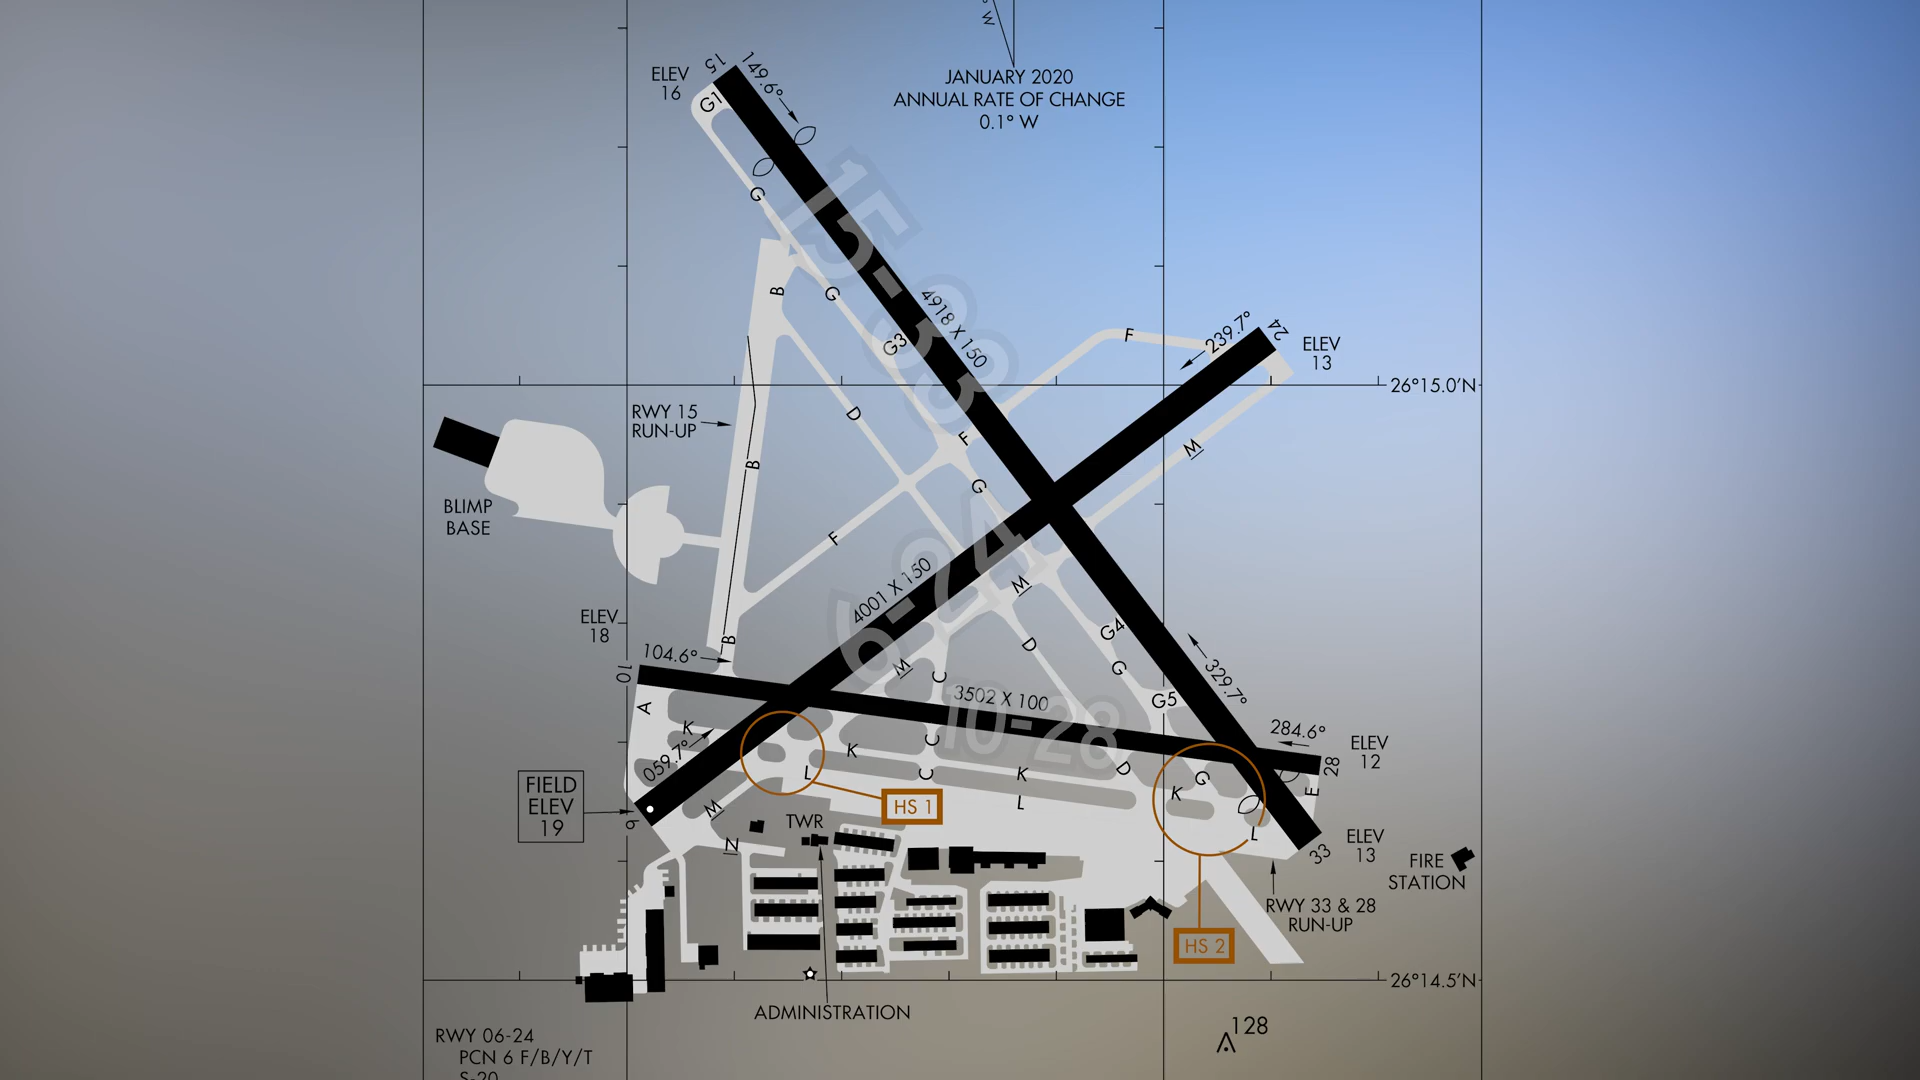 ° W
JANUARY 2020
ANNUAL RATE OF CHANGE
0.1° W
ELEV
16
15
149.6°
G1
G
15-33
B
G
G3
4918 X 150
F
239.7°
24
ELEV
13
26°15.0'N
RWY 15
RUN-UP
D
F
M
B
G
BLIMP
BASE
F
6-24
4001 X 150
M
ELEV
18
B
G4
D
104.6°
10
M
C
G
329.7°
3502 X 100
G5
A
10-28
K
284.6°
ELEV
12
28
059.7°
K
C
C
K
D
G
L
K
E
FIELD
ELEV
19
6
M
HS 1
L
TWR
N
L
33
ELEV
13
FIRE
STATION
RWY 33 & 28
RUN-UP
HS 2
26°14.5'N
ADMINISTRATION
128
RWY 06-24
PCN 6 F/B/Y/T
S-20